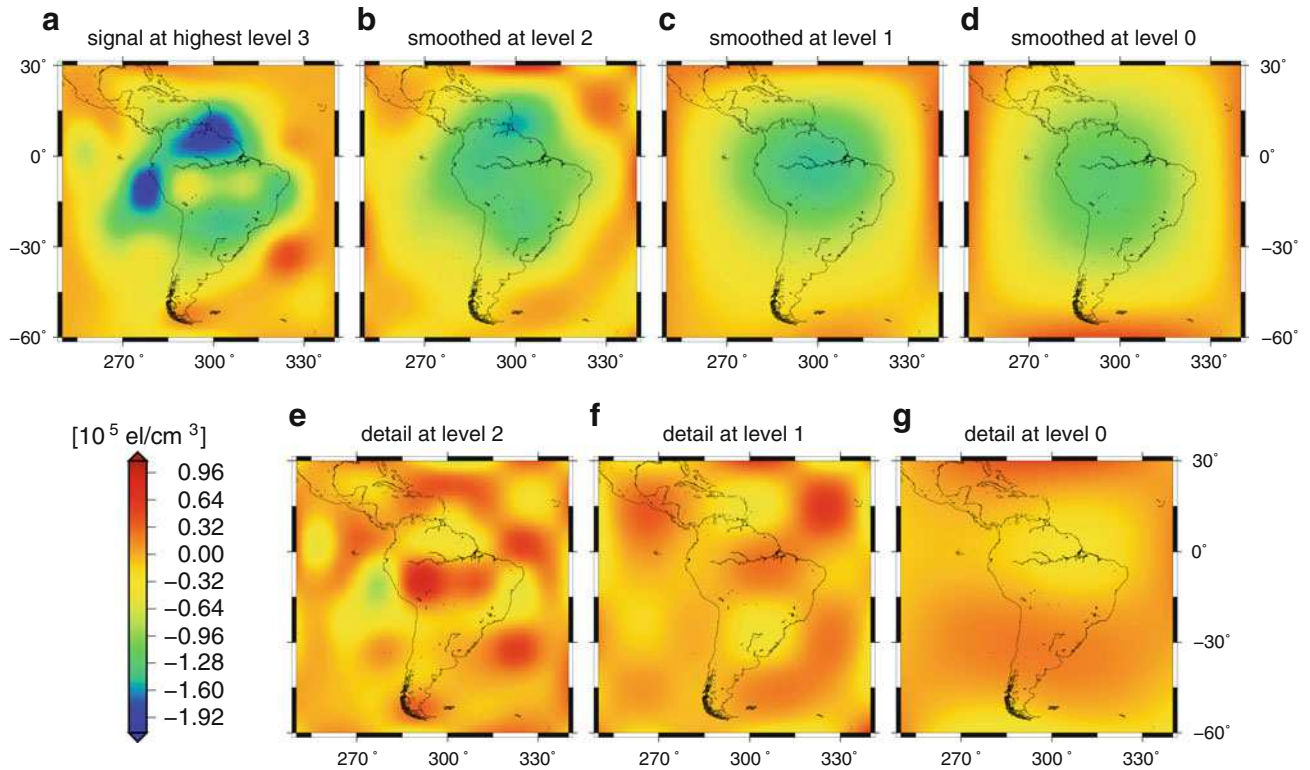 a b c d
signal at highest level 3 smoothed at level 2 smoothed at level 1 smoothed at level 0
30˚ 30˚
0˚ 0˚
−30˚ −30˚
−60˚ −60˚
270˚ 300˚ 330˚ 270˚ 300˚ 330˚ 270˚ 300˚ 330˚ 270˚ 300˚ 330˚
e f g
[10⁵ el/cm³] detail at level 2 detail at level 1 detail at level 0
30˚
0.96
0.64
0.32
0.00 0˚
−0.32
−0.64
−0.96
−1.28 −30˚
−1.60
−1.92
−60˚
270˚ 300˚ 330˚ 270˚ 300˚ 330˚ 270˚ 300˚ 330˚